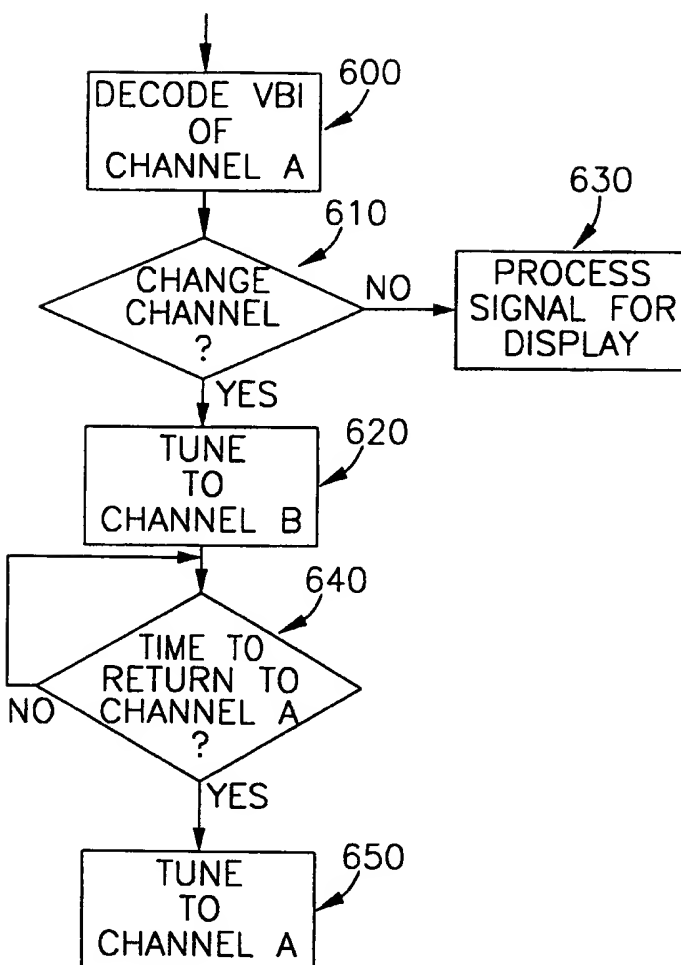 DECODE VBI
OF
CHANNEL A
600
610
CHANGE
CHANNEL
?
NO
630
PROCESS
SIGNAL FOR
DISPLAY
YES
TUNE
TO
CHANNEL B
620
640
TIME TO
RETURN TO
CHANNEL A
?
NO
YES
650
TUNE
TO
CHANNEL A